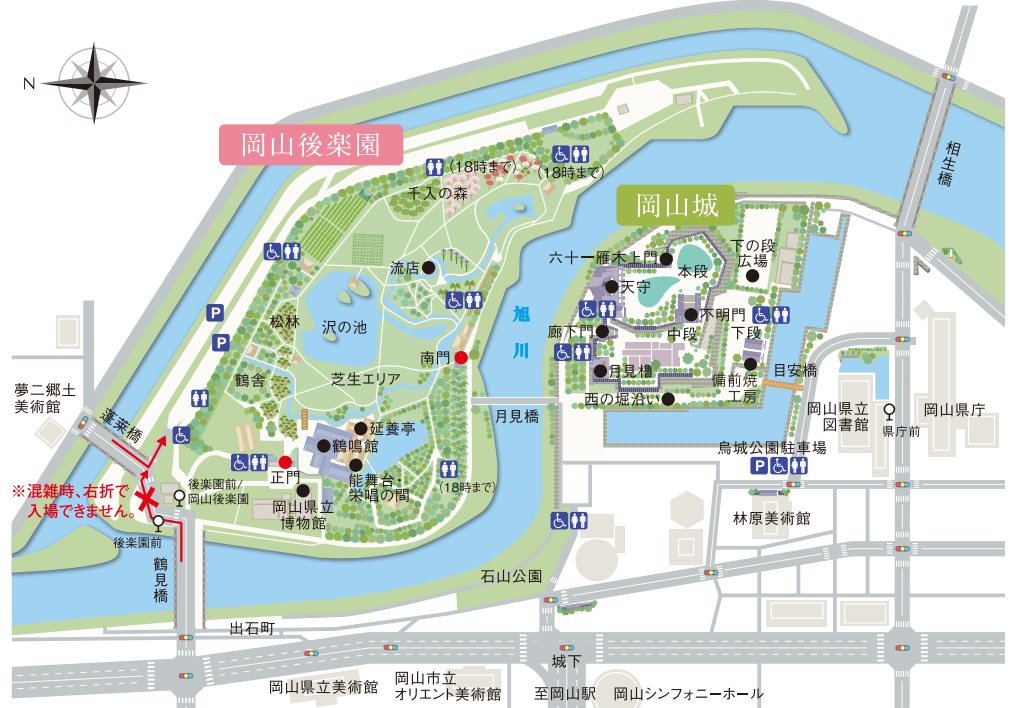 N
岡山後楽園
(18時まで)
(18時まで)
千入の森
岡山城
相生橋
六十一雁木上門
本段
下の段
広場
天守
流店
旭川
不明門
廊下門
中段
下段
松林
沢の池
南門
月見櫓
目安橋
備前焼
工房
西の堀沿い
夢二郷土
美術館
鶴舎
芝生エリア
月見橋
岡山県立
図書館
県庁前
岡山県庁
蓬莱橋
延養亭
鶴鳴館
能舞台・
栄唱の間
(18時まで)
烏城公園駐車場
P
P
P
正門
後楽園前/
岡山後楽園
岡山県立
博物館
※混雑時、右折で
入場できません。
後楽園前
林原美術館
鶴見橋
石山公園
出石町
城下
岡山県立美術館
岡山市立
オリエント美術館
至岡山駅
岡山シンフォニーホール